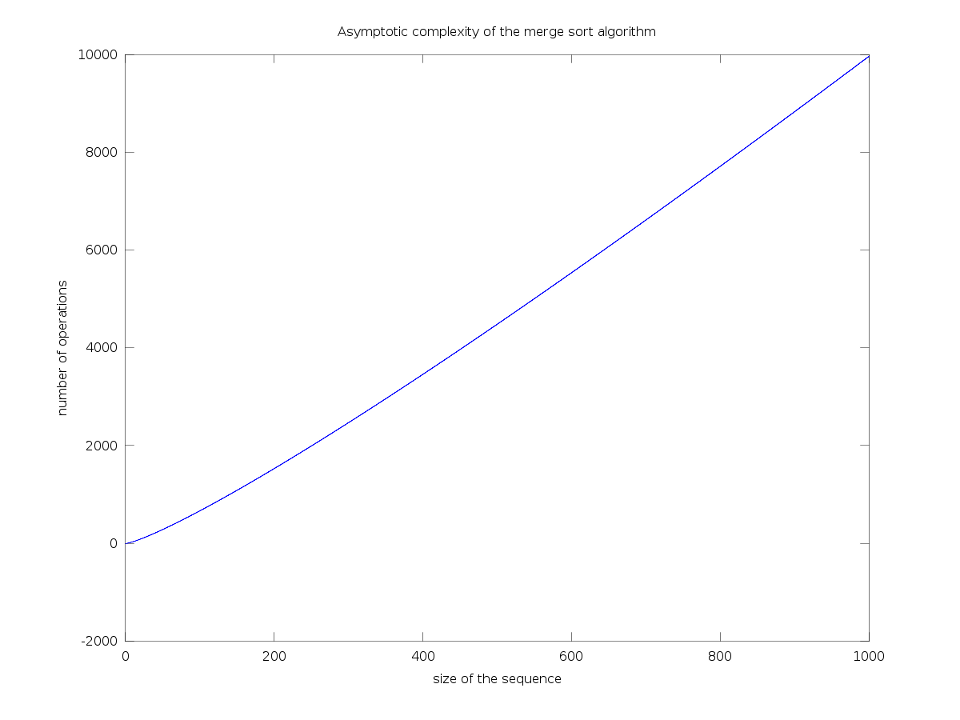 Asymptotic complexity of the merge sort algorithm
10000
8000
6000
4000
2000
0
-2000
number of operations
0 200 400 600 800 1000
size of the sequence